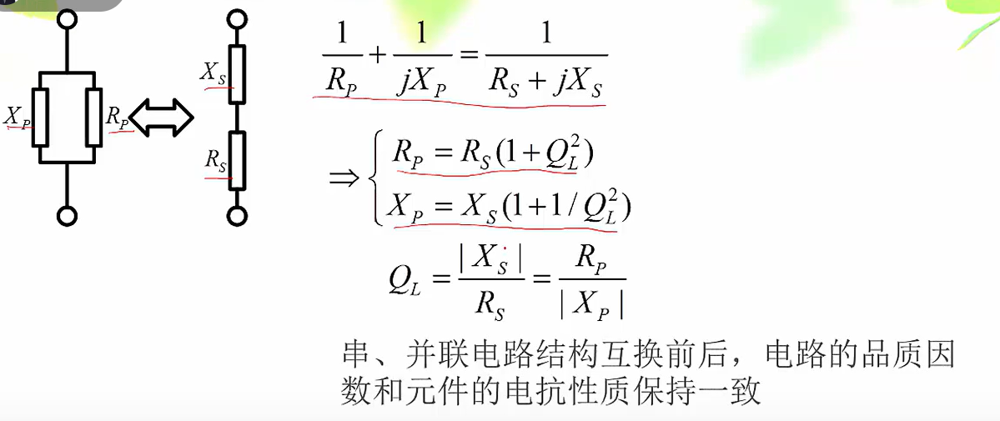 X_P
R_P
X_S
R_S
1/R_P + 1/jX_P = 1/(R_S + jX_S)
⇒ { R_P = R_S(1+Q_L^2)
X_P = X_S(1+1/Q_L^2)
Q_L = |X_S|/R_S = R_P/|X_P|
串、并联电路结构互换前后，电路的品质因
数和元件的电抗性质保持一致